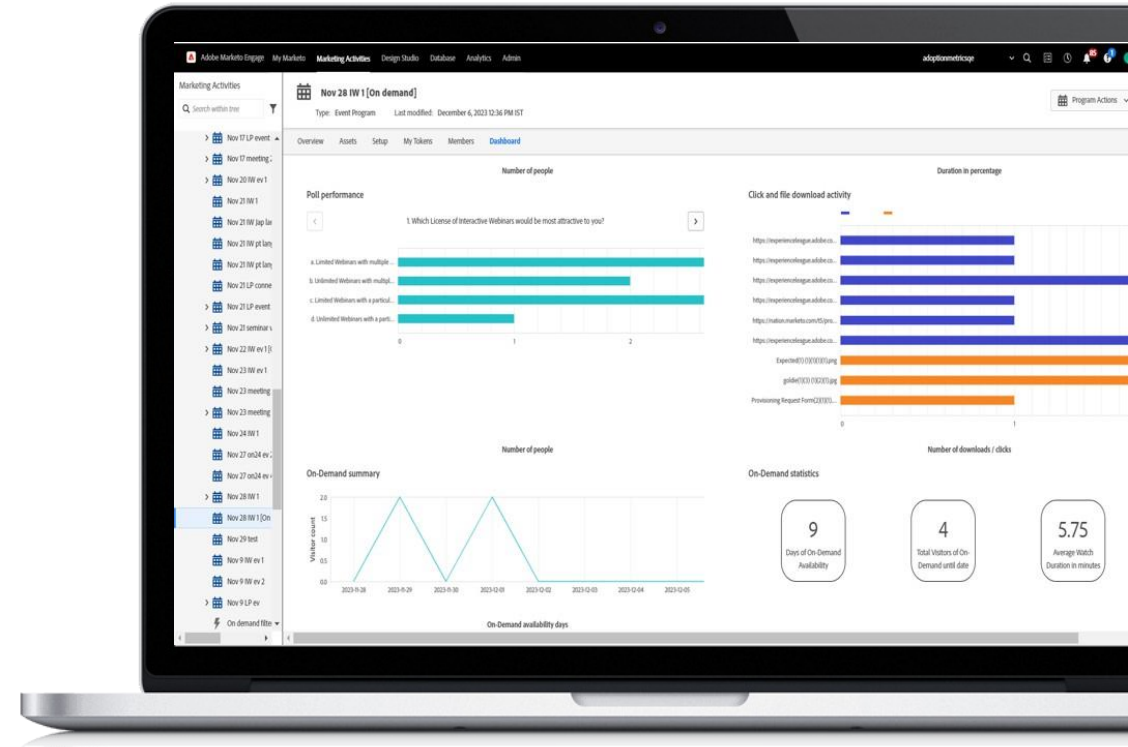 Adobe Marketo Engage My Marketo Marketing Activities Design Studio Database Analytics Admin adoptionmetricsqe
Marketing Activities
Search within tree
Nov 28 IW 1 [On demand]
Type: Event Program Last modified: December 6, 2023 12:36 PM IST
Program Actions
Overview Assets Setup My Tokens Members Dashboard
Nov 17 LP event
Nov 17 meeting 2
Nov 20 IW ev 1
Nov 21 IW 1
Nov 21 IW Jap lan
Nov 21 IW pt lang
Nov 21 IW pt lang
Nov 21 LP conne
Nov 21 LP event
Nov 21 seminar
Nov 22 IW ev 1
Nov 23 IW ev 1
Nov 23 meeting
Nov 23 meeting
Nov 24 IW 1
Nov 27 on24 ev 2
Nov 27 on24 ev
Nov 28 IW 1
Nov 28 IW 1 [On
Nov 29 test
Nov 9 IW ev 1
Nov 9 IW ev 2
Nov 9 LP ev
On demand filte
Number of people
Poll performance
1. Which License of Interactive Webinars would be most attractive to you?
a. Limited Webinars with multiple ...
b. Unlimited Webinars with multipl...
c. Limited Webinars with a particul...
d. Unlimited Webinars with a parti...
0 1 2
Number of people
Duration in percentage
Click and file download activity
https://experienceleague.adobe.co...
https://experienceleague.adobe.co...
https://experienceleague.adobe.co...
https://experienceleague.adobe.co...
https://nation.marketo.com/t5/pro...
https://experienceleague.adobe.co...
Expected(1) (1)(1)(1)(1).png
goldie(1)(3) (1)(2)(1).jpg
Provisioning Request Form(2)(1)(1)...
0 1
Number of downloads / clicks
On-Demand summary
Visitor count
2.0
1.5
1.0
0.5
0.0
2023-11-28 2023-11-29 2023-11-30 2023-12-01 2023-12-02 2023-12-03 2023-12-04 2023-12-05
On-Demand availability days
On-Demand statistics
9
Days of On-Demand
Availability
4
Total Visitors of On-
Demand until date
5.75
Average Watch
Duration in minutes